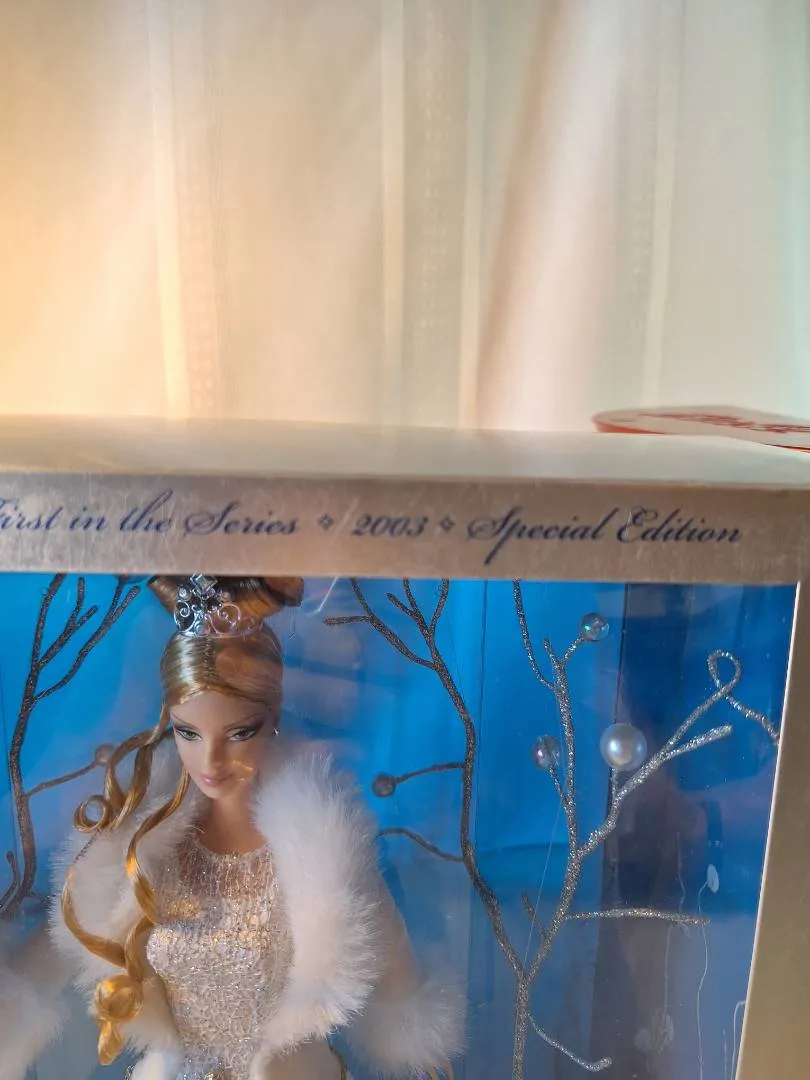 First in the Series ❖ 2003 ❖ Special Edition